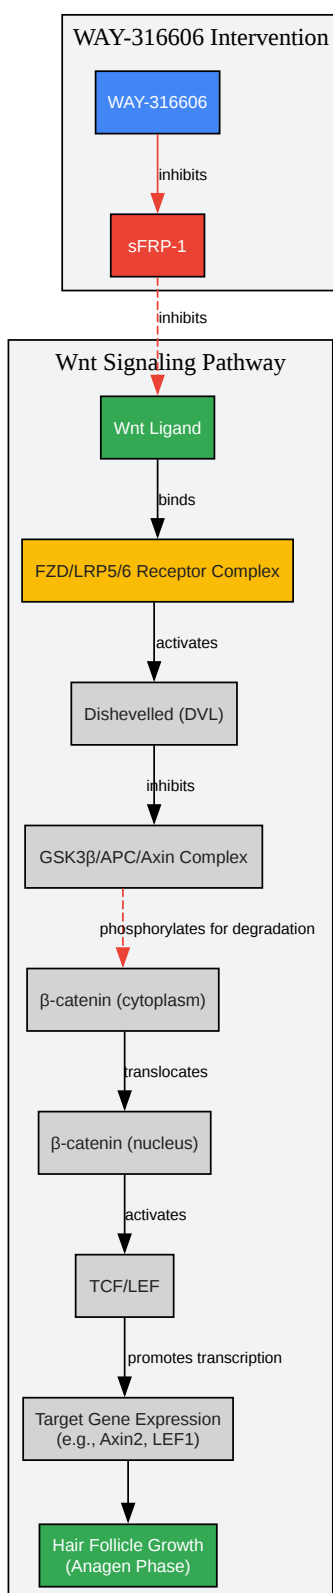 WAY-316606 Intervention
WAY-316606
inhibits
sFRP-1
inhibits
Wnt Signaling Pathway
Wnt Ligand
binds
FZD/LRP5/6 Receptor Complex
activates
Dishevelled (DVL)
inhibits
GSK3β/APC/Axin Complex
phosphorylates for degradation
β-catenin (cytoplasm)
translocates
β-catenin (nucleus)
activates
TCF/LEF
promotes transcription
Target Gene Expression
(e.g., Axin2, LEF1)
Hair Follicle Growth
(Anagen Phase)